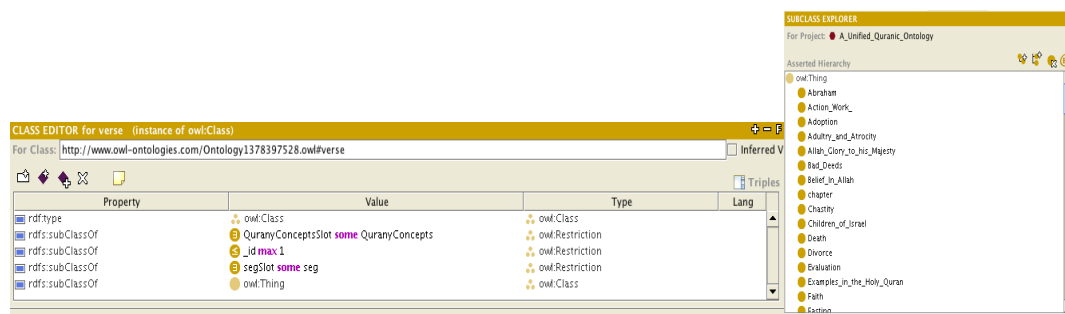 CLASS EDITOR for verse (instance of owl:Class)
For Class: http://www.owl-ontologies.com/Ontology1378397528.owl#verse
Inferred V
Triples
Property Value Type Lang
rdf:type owl:Class owl:Class
rdfs:subClassOf QuranyConceptsSlot some QuranyConcepts owl:Restriction
rdfs:subClassOf _id max 1 owl:Restriction
rdfs:subClassOf segSlot some seg owl:Restriction
rdfs:subClassOf owl:Thing owl:Class
SUBCLASS EXPLORER
For Project: A_Unified_Quranic_Ontology
Asserted Hierarchy
owl:Thing
Abraham
Action_Work_
Adoption
Adultry_and_Atrocity
Allah_Glory_to_his_Majesty
Bad_Deeds
Belief_In_Allah
chapter
Chastity
Children_of_Israel
Death
Divorce
Evaluation
Examples_in_the_Holy_Quran
Faith
Fasting